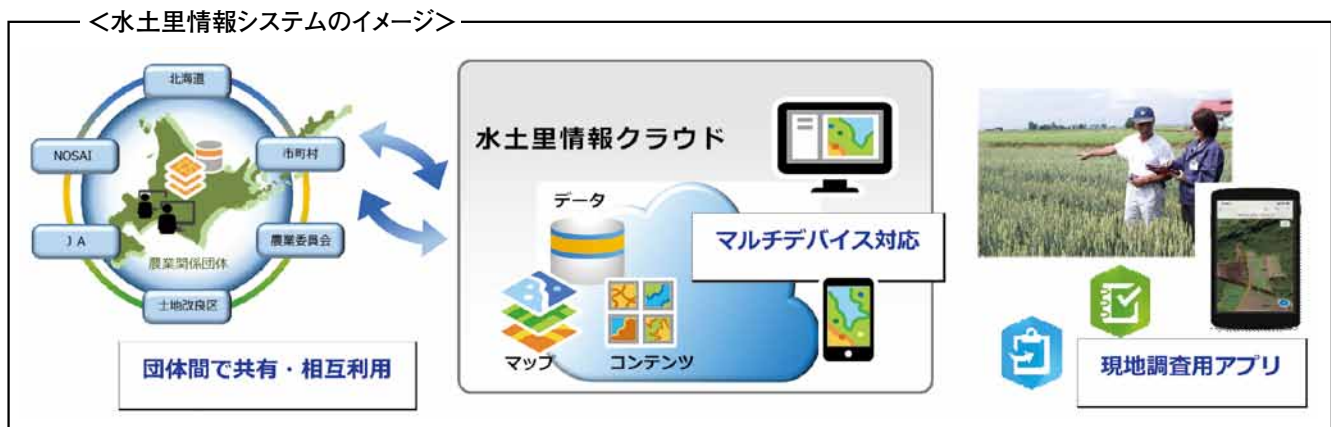 ＜水土里情報システムのイメージ＞
北海道
NOSAI
市町村
ＪＡ
農業委員会
農業関係団体
土地改良区
団体間で共有・相互利用
水土里情報クラウド
データ
マルチデバイス対応
マップ
コンテンツ
現地調査用アプリ